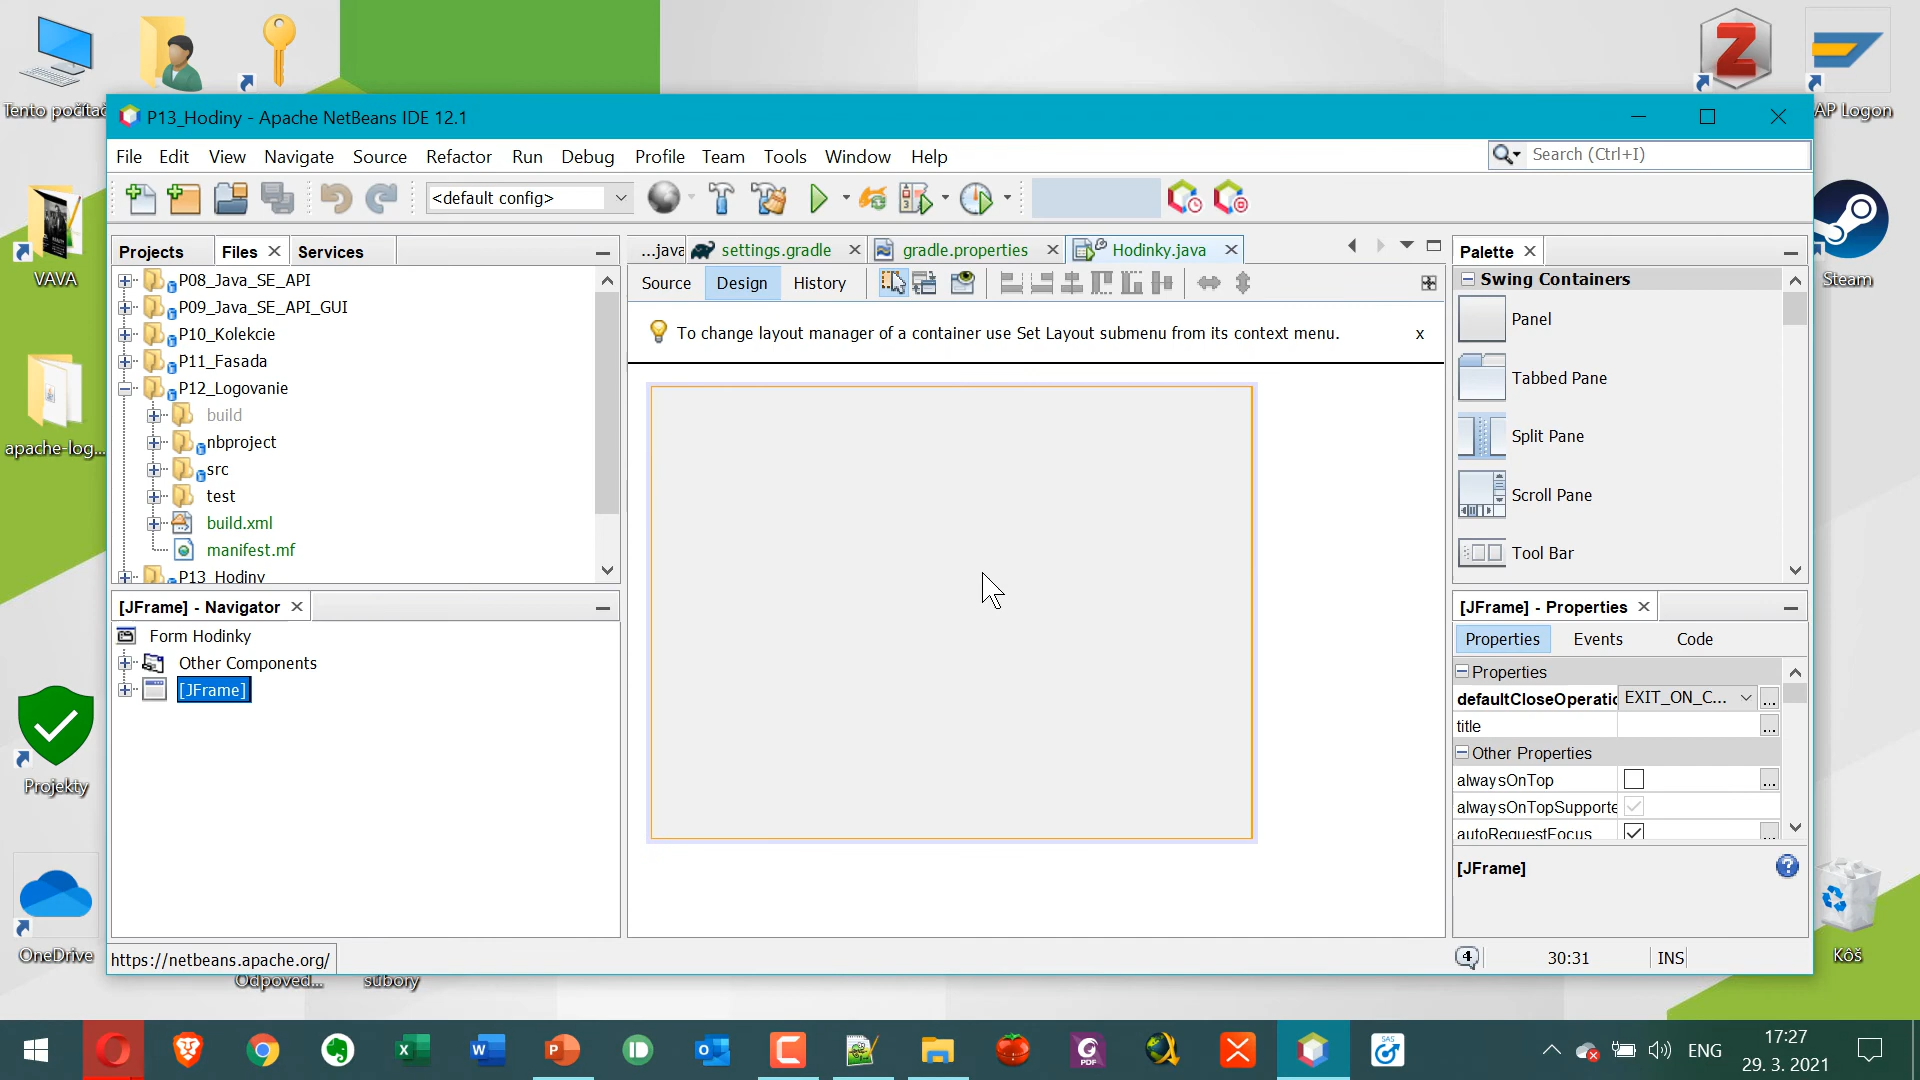 Tento počítač
AP Logon
P13_Hodiny - Apache NetBeans IDE 12.1
File Edit View Navigate Source Refactor Run Debug Profile Team Tools Window Help
Search (Ctrl+I)
<default config>
VAVA
Steam
Projects Files Services
...java settings.gradle gradle.properties Hodinky.java
Palette
Source Design History
Swing Containers
P08_Java_SE_API
P09_Java_SE_API_GUI
P10_Kolekcie
P11_Fasada
P12_Logovanie
build
nbproject
src
test
build.xml
manifest.mf
P13_Hodiny
To change layout manager of a container use Set Layout submenu from its context menu.
x
Panel
Tabbed Pane
Split Pane
Scroll Pane
Tool Bar
apache-log...
[JFrame] - Navigator
Form Hodinky
Other Components
[JFrame]
[JFrame] - Properties
Properties Events Code
Properties
defaultCloseOperatio
EXIT_ON_C...
...
title
...
Other Properties
alwaysOnTop
...
alwaysOnTopSupporte
autoRequestFocus
...
[JFrame]
Projekty
OneDrive
Kôš
https://netbeans.apache.org/
4
30:31
INS
Odpoved...
súbory
ENG
17:27
29. 3. 2021